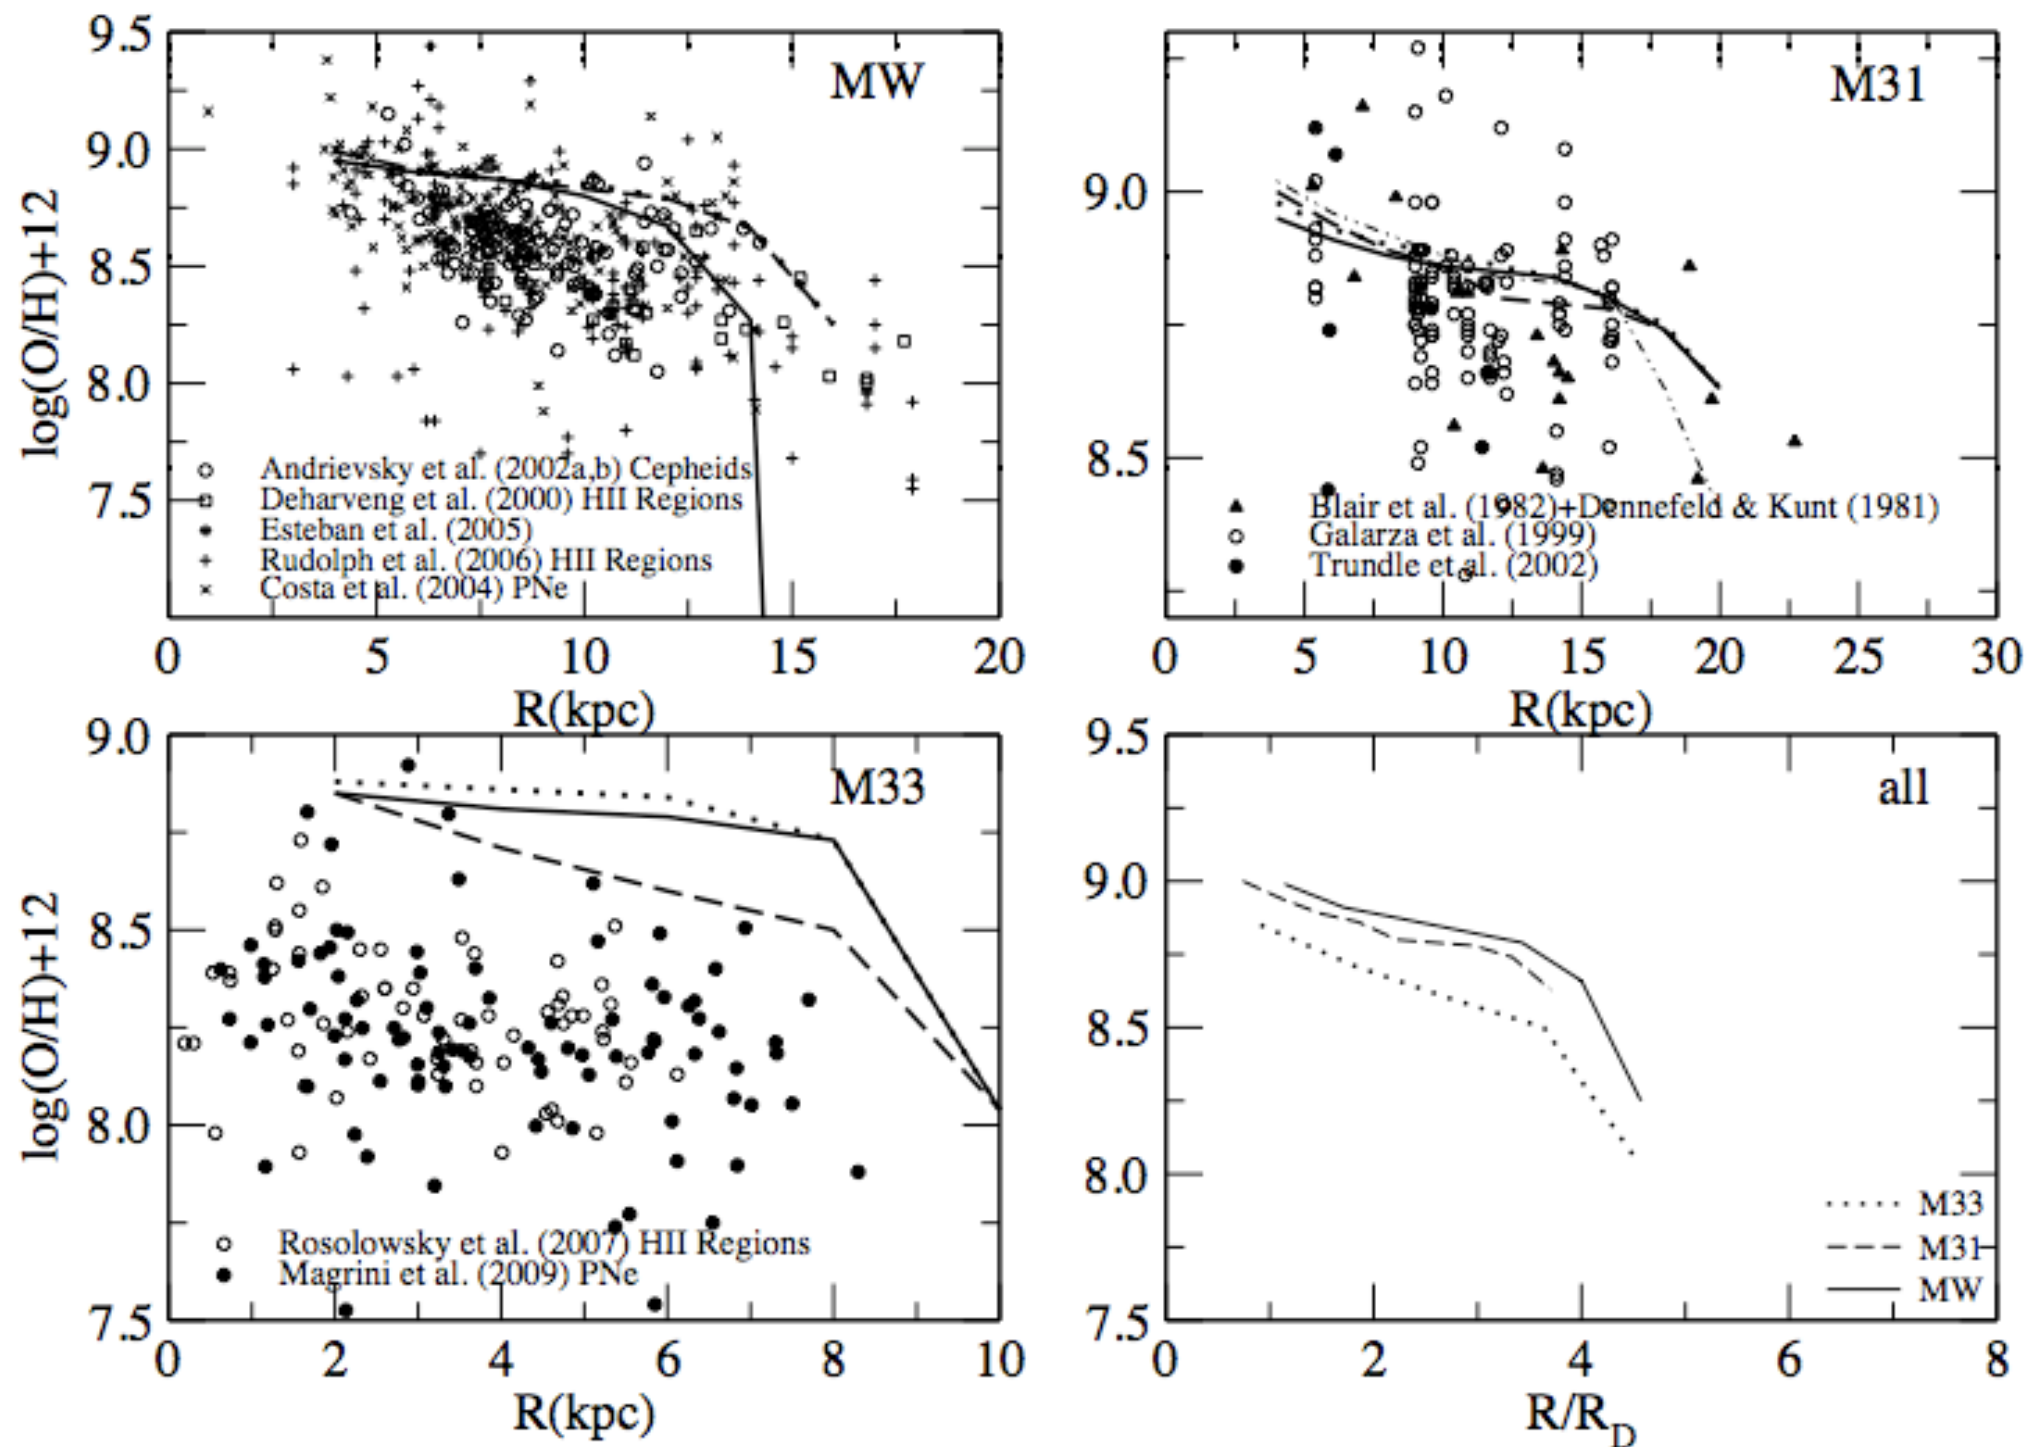 MW
9.5
9.0
8.5
8.0
7.5
log(O/H)+12
Andrievsky et al. (2002a,b) Cepheids
Deharveng et al. (2000) HII Regions
Esteban et al. (2005)
Rudolph et al. (2006) HII Regions
Costa et al. (2004) PNe
0 5 10 15 20
R(kpc)
M31
9.0
8.5
Blair et al. (1982)+Dennefeld & Kunt (1981)
Galarza et al. (1999)
Trundle et al. (2002)
0 5 10 15 20 25 30
R(kpc)
M33
9.0
8.5
8.0
7.5
log(O/H)+12
Rosolowsky et al. (2007) HII Regions
Magrini et al. (2009) PNe
0 2 4 6 8 10
R(kpc)
all
9.5
9.0
8.5
8.0
7.5
M33
M31
MW
0 2 4 6 8
R/R_D